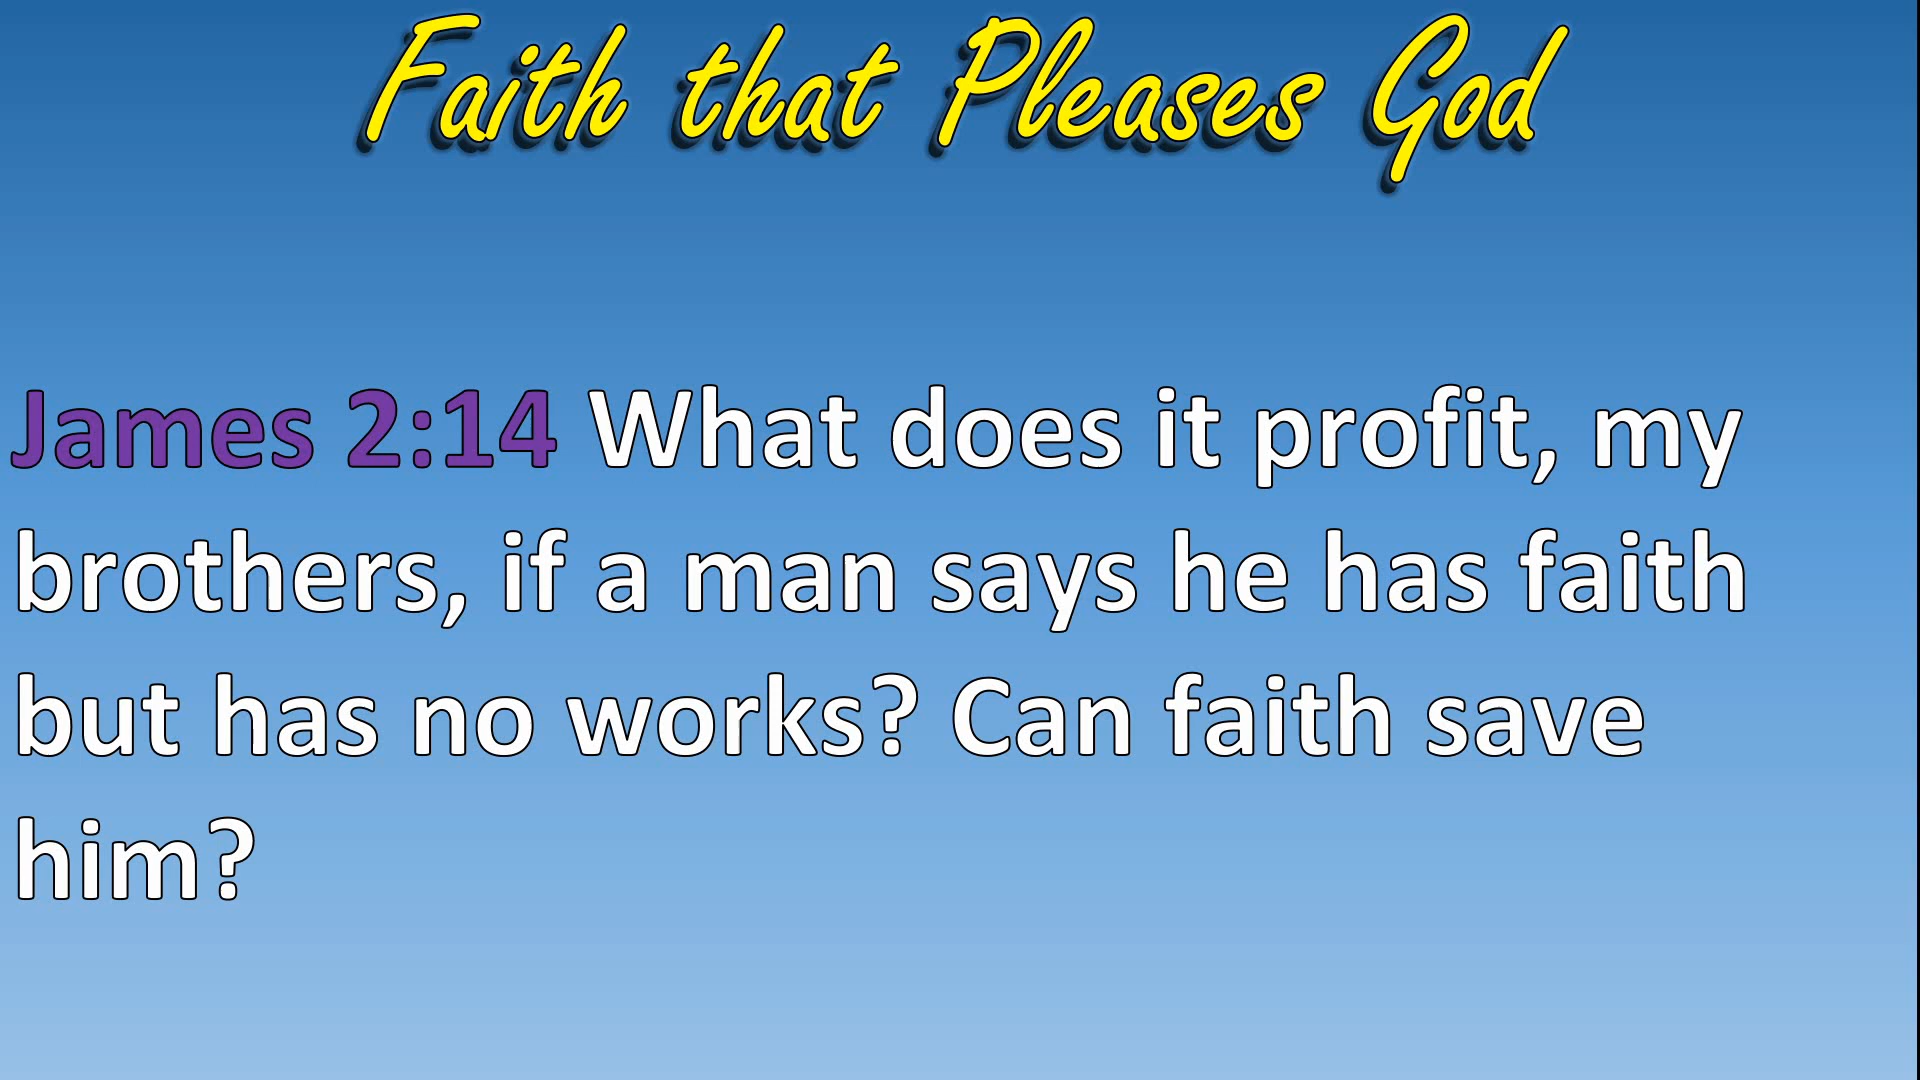 Faith that Pleases God
James 2:14 What does it profit, my
brothers, if a man says he has faith
but has no works? Can faith save
him?